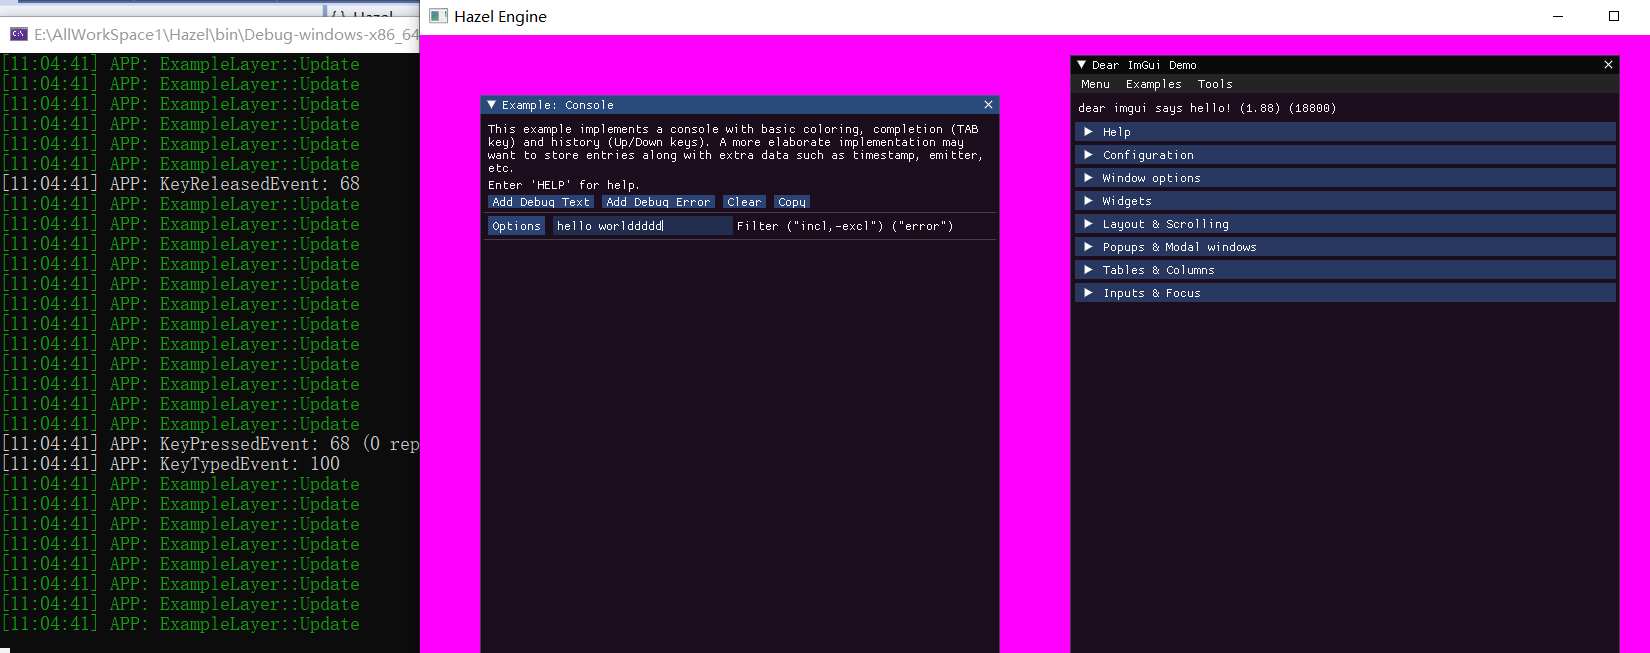 Hazel
E:\AllWorkSpace1\Hazel\bin\Debug-windows-x86_64
[11:04:41] APP: ExampleLayer::Update
[11:04:41] APP: ExampleLayer::Update
[11:04:41] APP: ExampleLayer::Update
[11:04:41] APP: ExampleLayer::Update
[11:04:41] APP: ExampleLayer::Update
[11:04:41] APP: ExampleLayer::Update
[11:04:41] APP: KeyReleasedEvent: 68
[11:04:41] APP: ExampleLayer::Update
[11:04:41] APP: ExampleLayer::Update
[11:04:41] APP: ExampleLayer::Update
[11:04:41] APP: ExampleLayer::Update
[11:04:41] APP: ExampleLayer::Update
[11:04:41] APP: ExampleLayer::Update
[11:04:41] APP: ExampleLayer::Update
[11:04:41] APP: ExampleLayer::Update
[11:04:41] APP: ExampleLayer::Update
[11:04:41] APP: ExampleLayer::Update
[11:04:41] APP: ExampleLayer::Update
[11:04:41] APP: ExampleLayer::Update
[11:04:41] APP: KeyPressedEvent: 68 (0 rep
[11:04:41] APP: KeyTypedEvent: 100
[11:04:41] APP: ExampleLayer::Update
[11:04:41] APP: ExampleLayer::Update
[11:04:41] APP: ExampleLayer::Update
[11:04:41] APP: ExampleLayer::Update
[11:04:41] APP: ExampleLayer::Update
[11:04:41] APP: ExampleLayer::Update
[11:04:41] APP: ExampleLayer::Update
[11:04:41] APP: ExampleLayer::Update
Hazel Engine
Example: Console
This example implements a console with basic coloring, completion (TAB
key) and history (Up/Down keys). A more elaborate implementation may
want to store entries along with extra data such as timestamp, emitter,
etc.
Enter 'HELP' for help.
Add Debug Text Add Debug Error Clear Copy
Options hello worlddddd Filter ("incl,-excl") ("error")
Dear ImGui Demo
Menu Examples Tools
dear imgui says hello! (1.88) (18800)
Help
Configuration
Window options
Widgets
Layout & Scrolling
Popups & Modal windows
Tables & Columns
Inputs & Focus